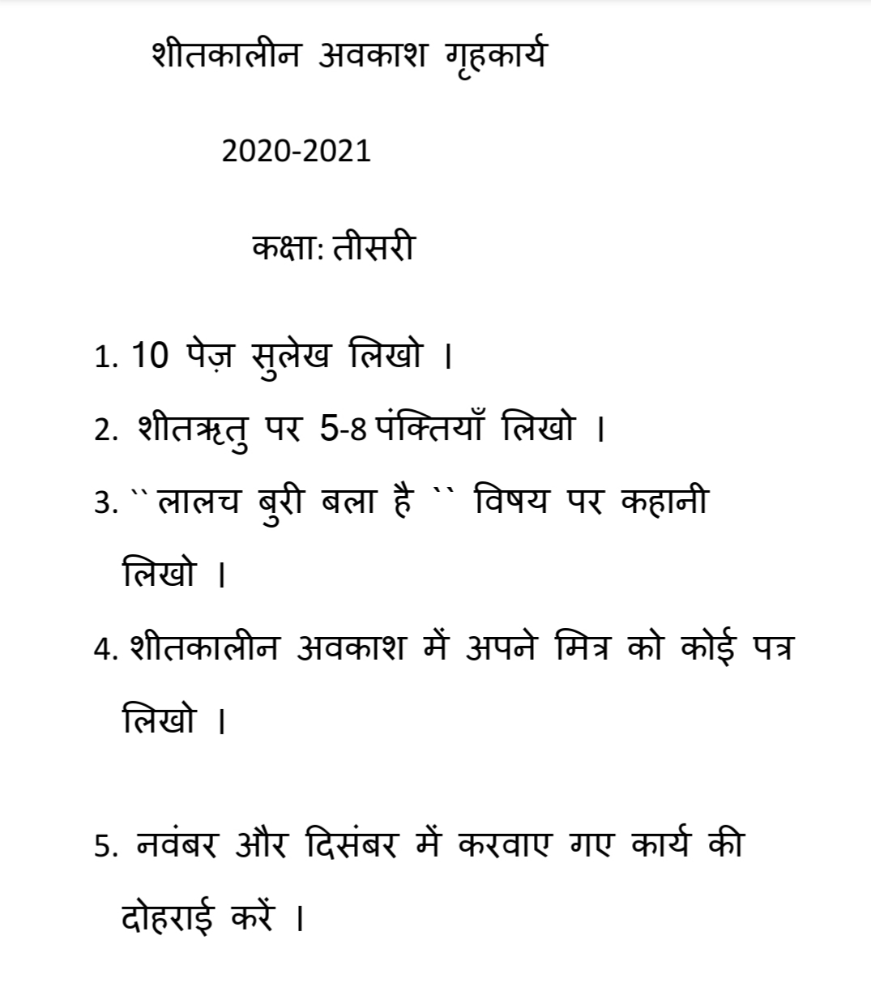 शीतकालीन अवकाश गृहकार्य
2020-2021
कक्षा: तीसरी
1. 10 पेज़ सुलेख लिखो ।
2. शीतऋतु पर 5-8 पंक्तियाँ लिखो ।
3. `` लालच बुरी बला है `` विषय पर कहानी
लिखो ।
4. शीतकालीन अवकाश में अपने मित्र को कोई पत्र
लिखो ।
5. नवंबर और दिसंबर में करवाए गए कार्य की
दोहराई करें ।